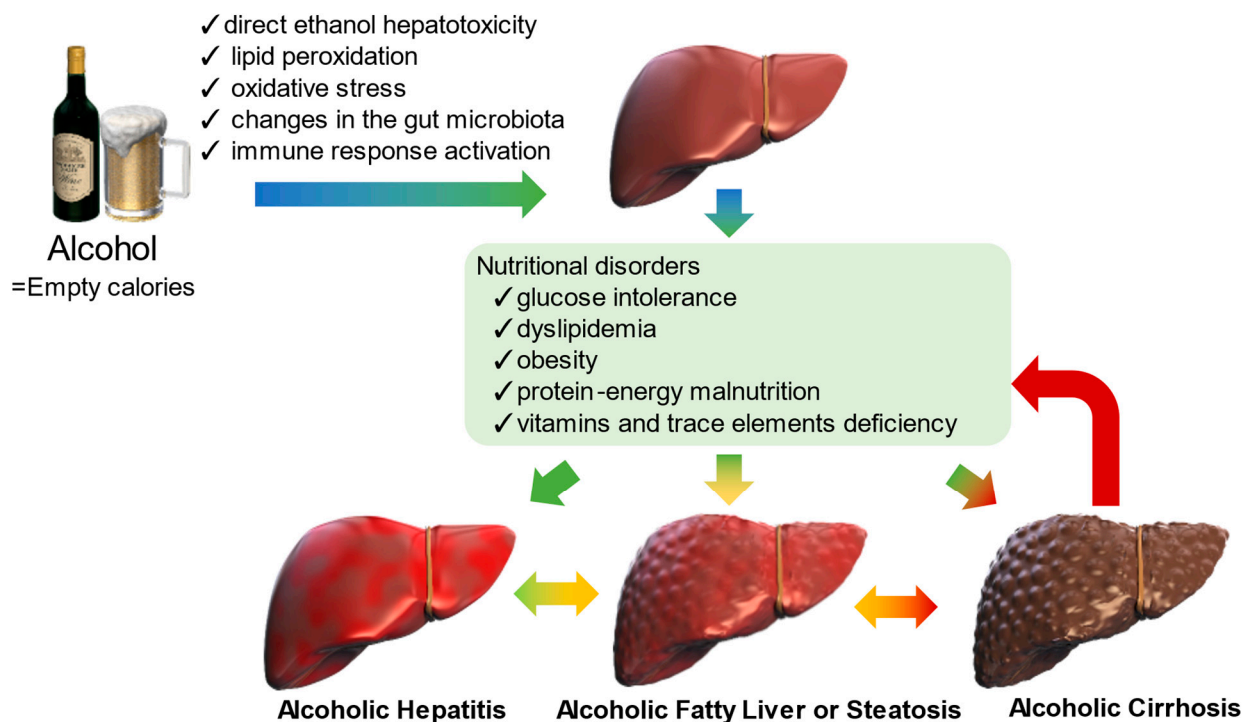 ✓ direct ethanol hepatotoxicity
✓ lipid peroxidation
✓ oxidative stress
✓ changes in the gut microbiota
✓ immune response activation
Wine
Alcohol
=Empty calories
Nutritional disorders
✓ glucose intolerance
✓ dyslipidemia
✓ obesity
✓ protein-energy malnutrition
✓ vitamins and trace elements deficiency
Alcoholic Hepatitis
Alcoholic Fatty Liver or Steatosis
Alcoholic Cirrhosis